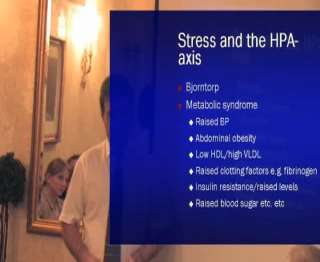 Stress and the HPA-
axis
Bjorntorp
Metabolic syndrome
Raised BP
Abdominal obesity
Low HDL/high VLDL
Raised clotting factors e.g. fibrinogen
Insulin resistance/raised levels
Raised blood sugar etc. etc